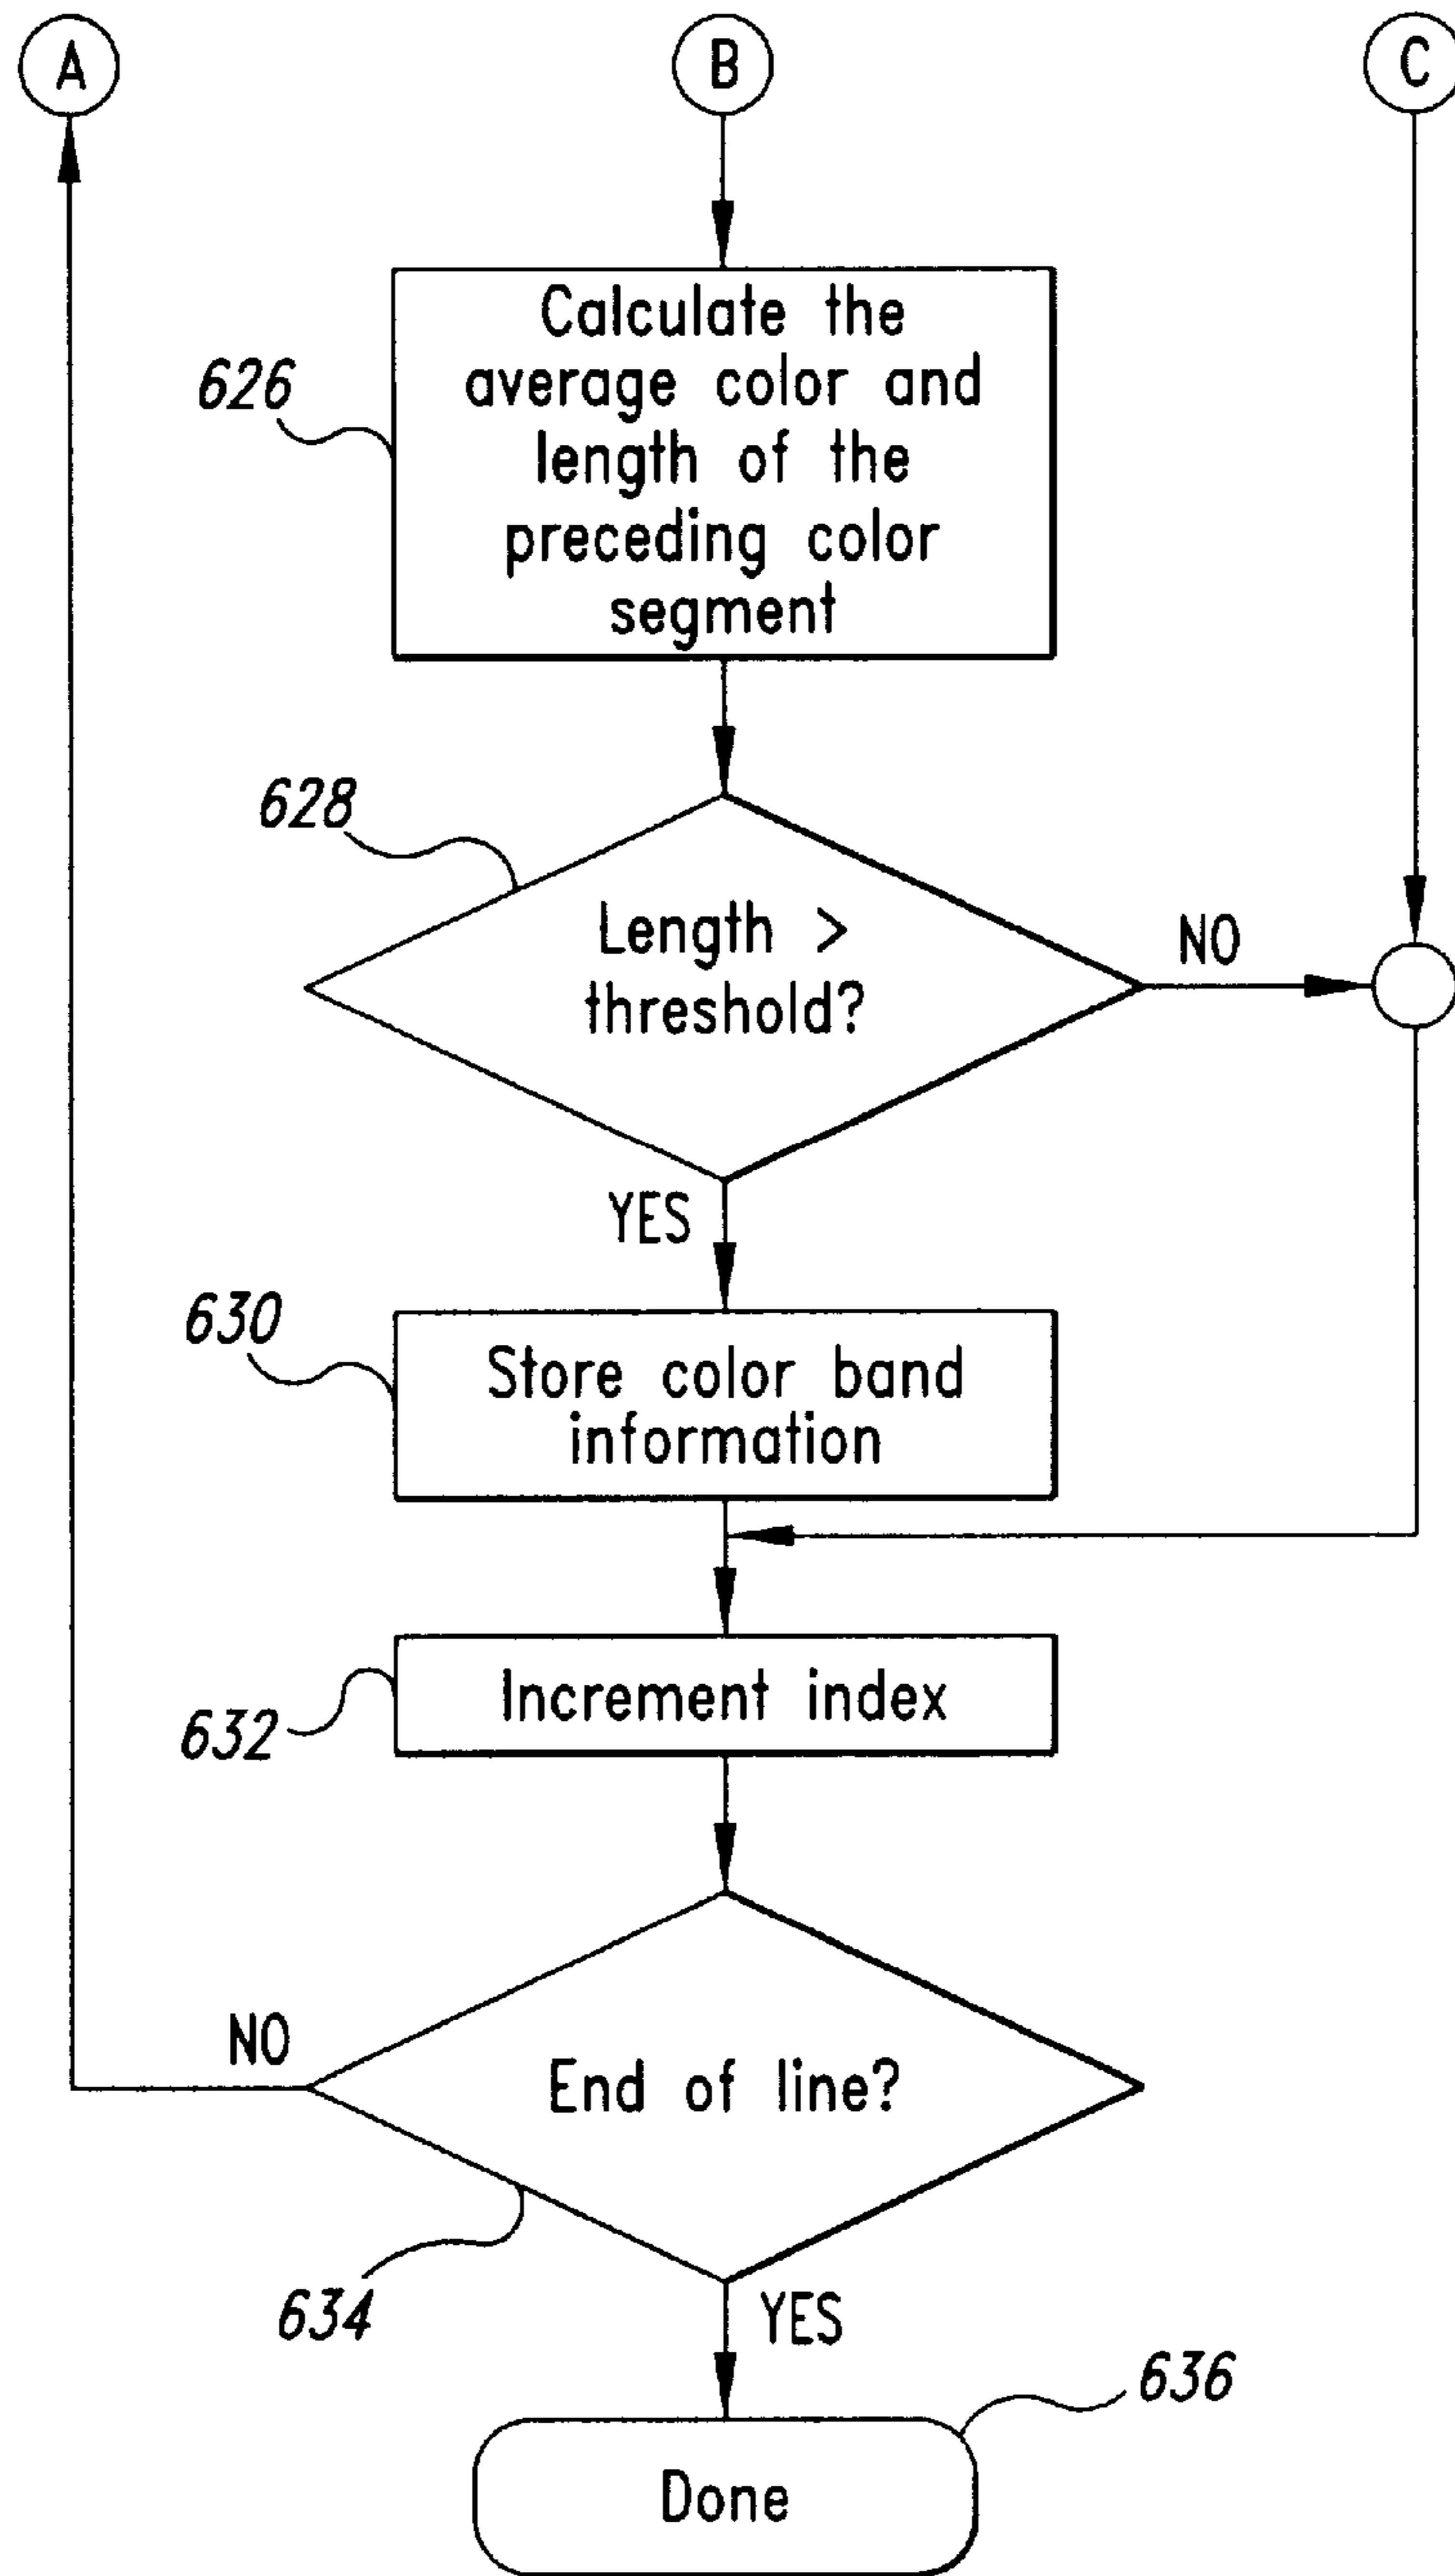 A
B
C
626
Calculate the
average color and
length of the
preceding color
segment
628
Length >
threshold?
NO
YES
630
Store color band
information
632
Increment index
NO
End of line?
634
YES
636
Done